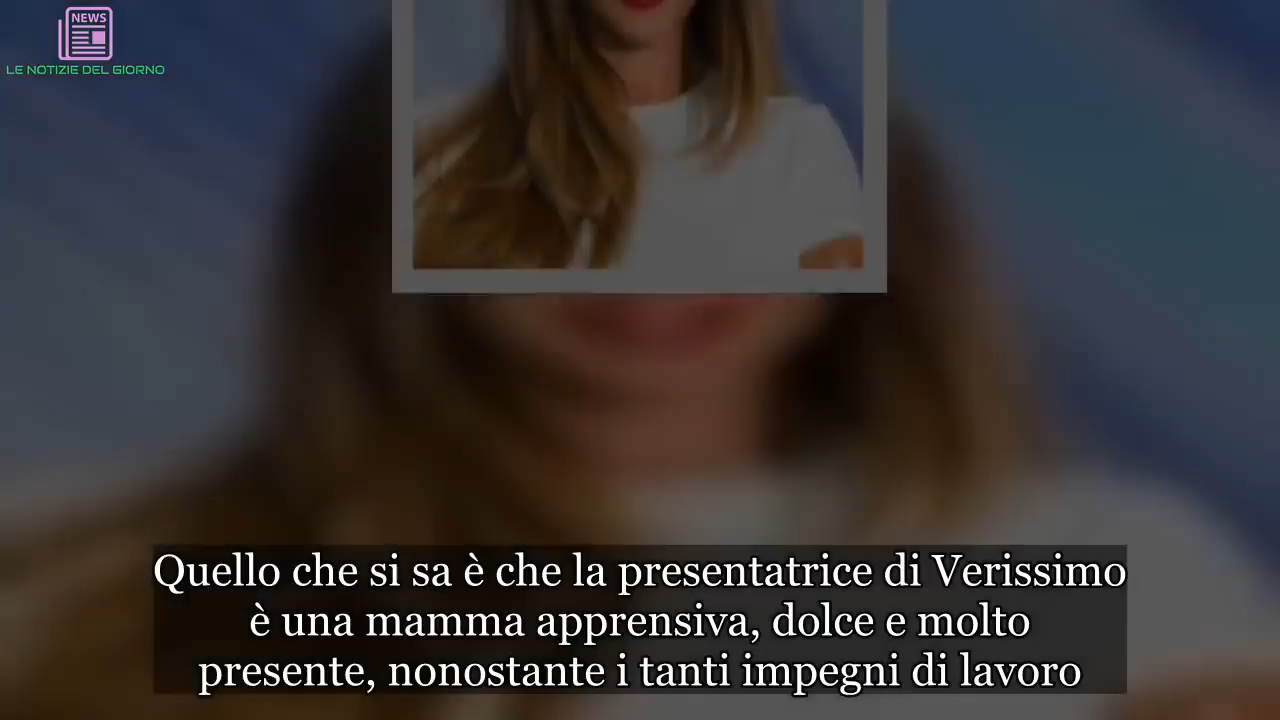 NEWS
LE NOTIZIE DEL GIORNO
Quello che si sa è che la presentatrice di Verissimo
è una mamma apprensiva, dolce e molto
presente, nonostante i tanti impegni di lavoro